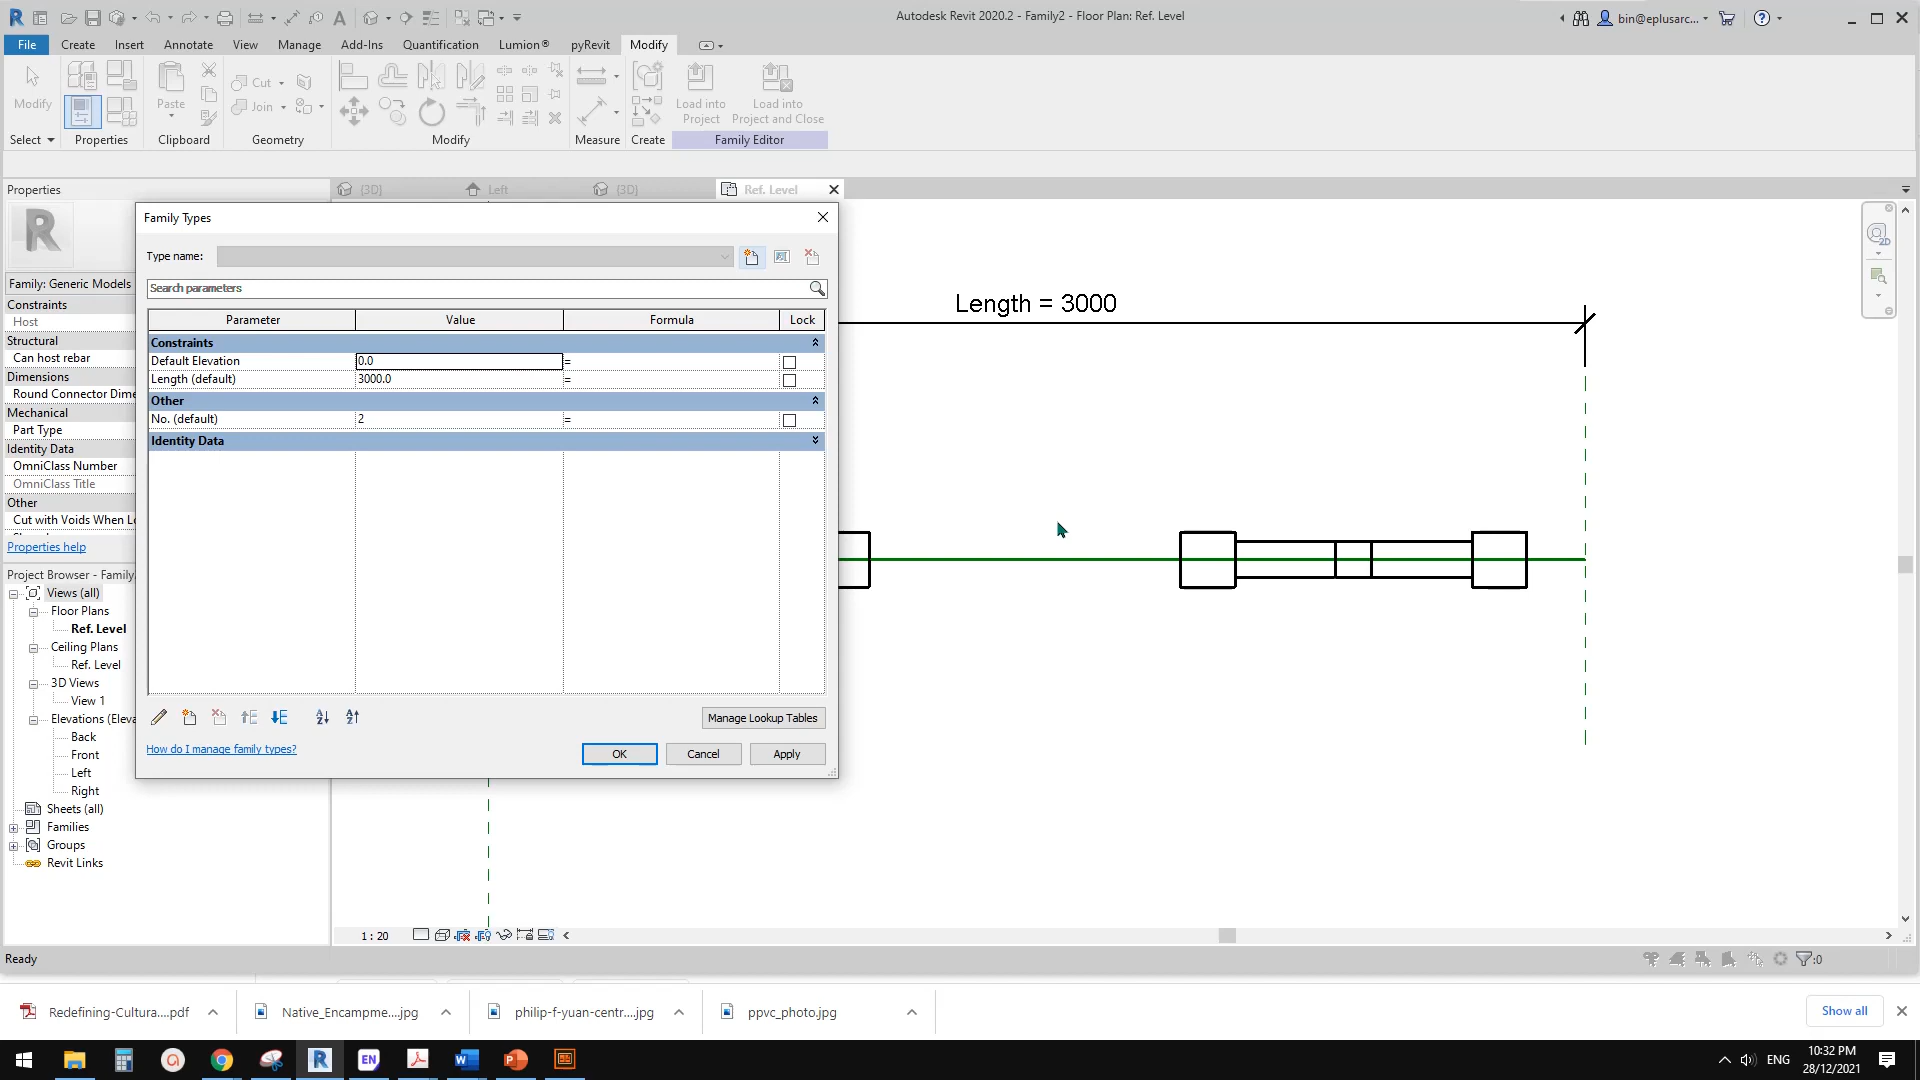 Autodesk Revit 2020.2 - Family2 - Floor Plan: Ref. Level
bin@eplusarc...
File Create Insert Annotate View Manage Add-Ins Quantification Lumion® pyRevit Modify
Modify
Paste
Cut
Join
Load into Project
Load into Project and Close
Select Properties Clipboard Geometry Modify Measure Create Family Editor
Properties
{3D}
Left
{3D}
Ref. Level
Family: Generic Models
Constraints
Host
Structural
Can host rebar
Dimensions
Round Connector Dime
Mechanical
Part Type
Identity Data
OmniClass Number
OmniClass Title
Other
Cut with Voids When L
Properties help
Project Browser - Family
Views (all)
Floor Plans
Ref. Level
Ceiling Plans
Ref. Level
3D Views
View 1
Elevations (Eleva
Back
Front
Left
Right
Sheets (all)
Families
Groups
Revit Links
Family Types
Type name:
Search parameters
Parameter Value Formula Lock
Constraints
Default Elevation 0.0 =
Length (default) 3000.0 =
Other
No. (default) 2 =
Identity Data
Manage Lookup Tables
How do I manage family types?
OK Cancel Apply
Length = 3000
2D
1 : 20
Ready
:0
Redefining-Cultura....pdf
Native_Encampme....jpg
philip-f-yuan-centr....jpg
ppvc_photo.jpg
Show all
EN
ENG
10:32 PM
28/12/2021